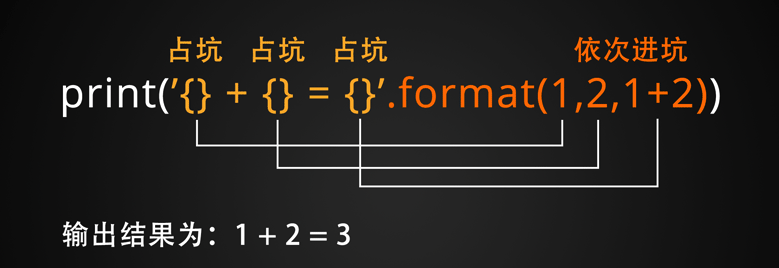 占坑 占坑 占坑 依次进坑
print('{} + {} = {}'.format(1,2,1+2))
输出结果为：1 + 2 = 3